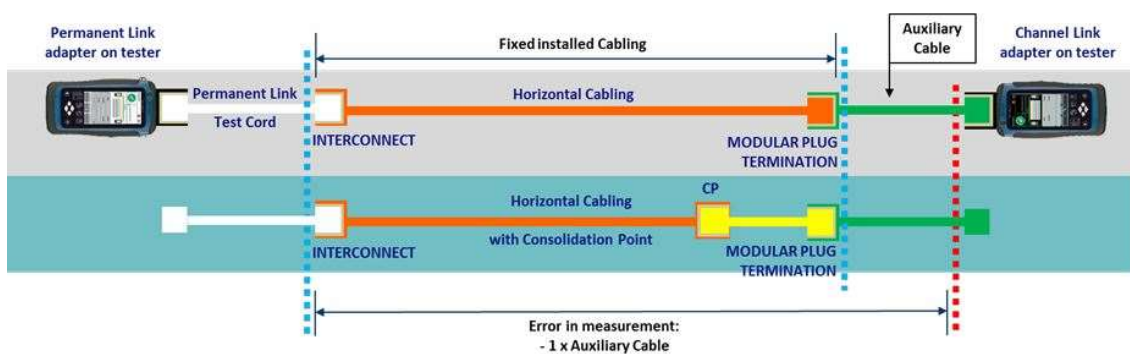 Permanent Link
adapter on tester
Fixed installed Cabling
Auxiliary
Cable
Channel Link
adapter on tester
Permanent Link
Test Cord
Horizontal Cabling
INTERCONNECT
MODULAR PLUG
TERMINATION
CP
Horizontal Cabling
with Consolidation Point
INTERCONNECT
MODULAR PLUG
TERMINATION
Error in measurement:
- 1 x Auxiliary Cable